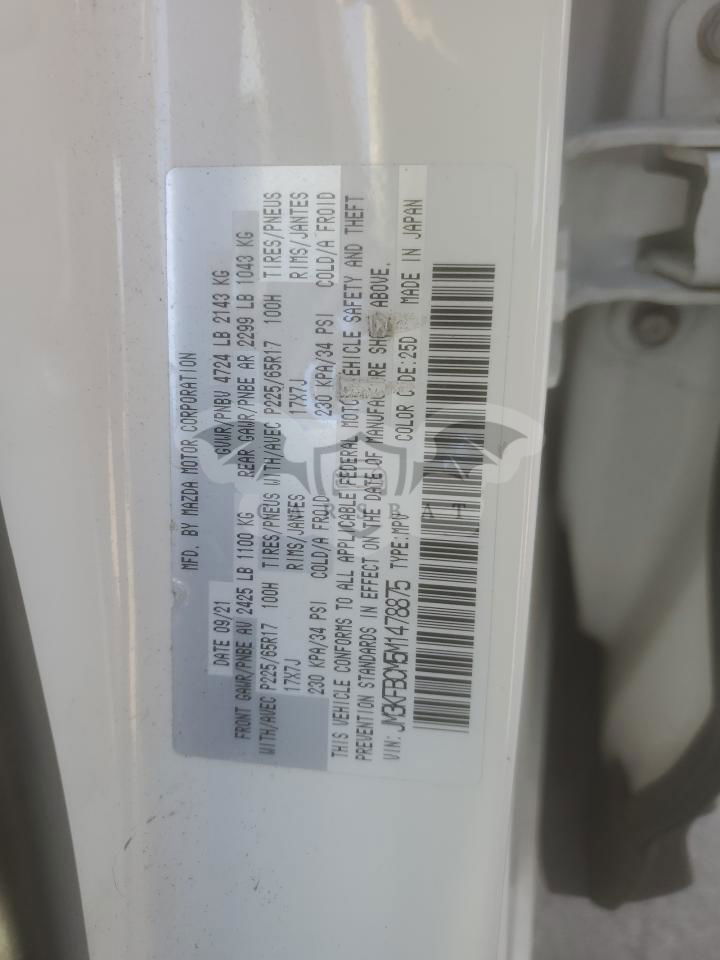 MFD. BY MAZDA MOTOR CORPORATION
DATE 09/21 GVWR/PNBV 4724 LB 2143 KG
FRONT GAWR/PNBE AV 2425 LB 1100 KG REAR GAWR/PNBE AR 2299 LB 1043 KG
WITH/AVEC P225/65R17 100H TIRES/PNEUS WITH/AVEC P225/65R17 100H TIRES/PNEUS
17X7J RIMS/JANTES 17X7J RIMS/JANTES
230 KPA/34 PSI COLD/A FROID 230 KPA/34 PSI COLD/A FROID
THIS VEHICLE CONFORMS TO ALL APPLICABLE FEDERAL MOTOR VEHICLE SAFETY AND THEFT
PREVENTION STANDARDS IN EFFECT ON THE DATE OF MANUFACTURE ABOVE.
VIN: JM3KFBCM5M1478875 TYPE:MPV COLOR CODE:25D MADE IN JAPAN